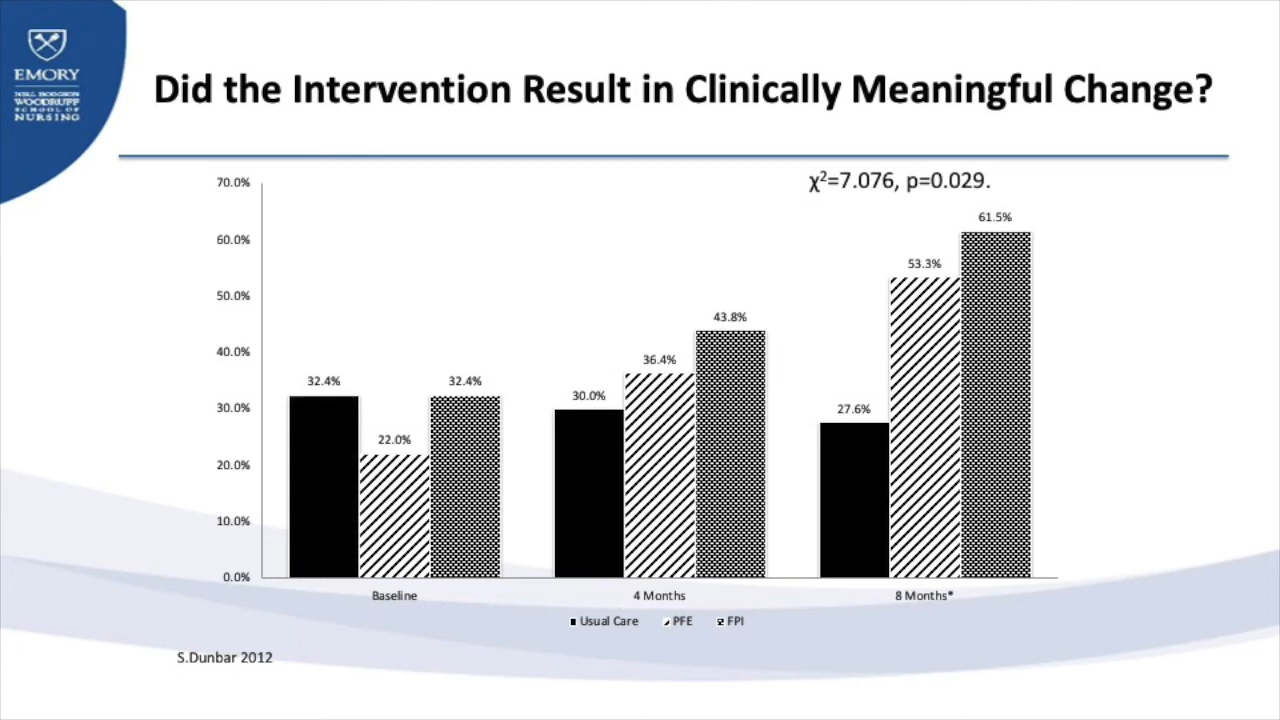 EMORY
NELL HODGSON
WOODRUFF
SCHOOL OF
NURSING
Did the Intervention Result in Clinically Meaningful Change?
χ²=7.076, p=0.029.
70.0%
60.0%
50.0%
40.0%
30.0%
20.0%
10.0%
0.0%
32.4%
22.0%
32.4%
30.0%
36.4%
43.8%
27.6%
53.3%
61.5%
Baseline
4 Months
8 Months*
Usual Care
PFE
FPI
S.Dunbar 2012